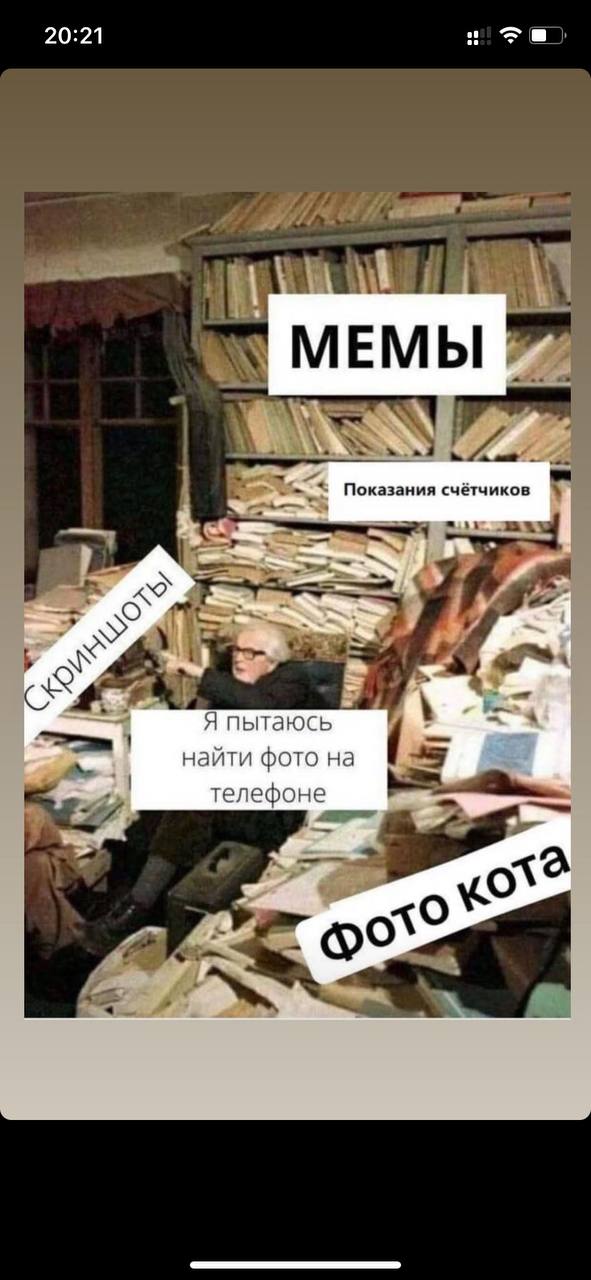 20:21
МЕМЫ
Показания счётчиков
Скриншоты
Я пытаюсь
найти фото на
телефоне
Фото кота